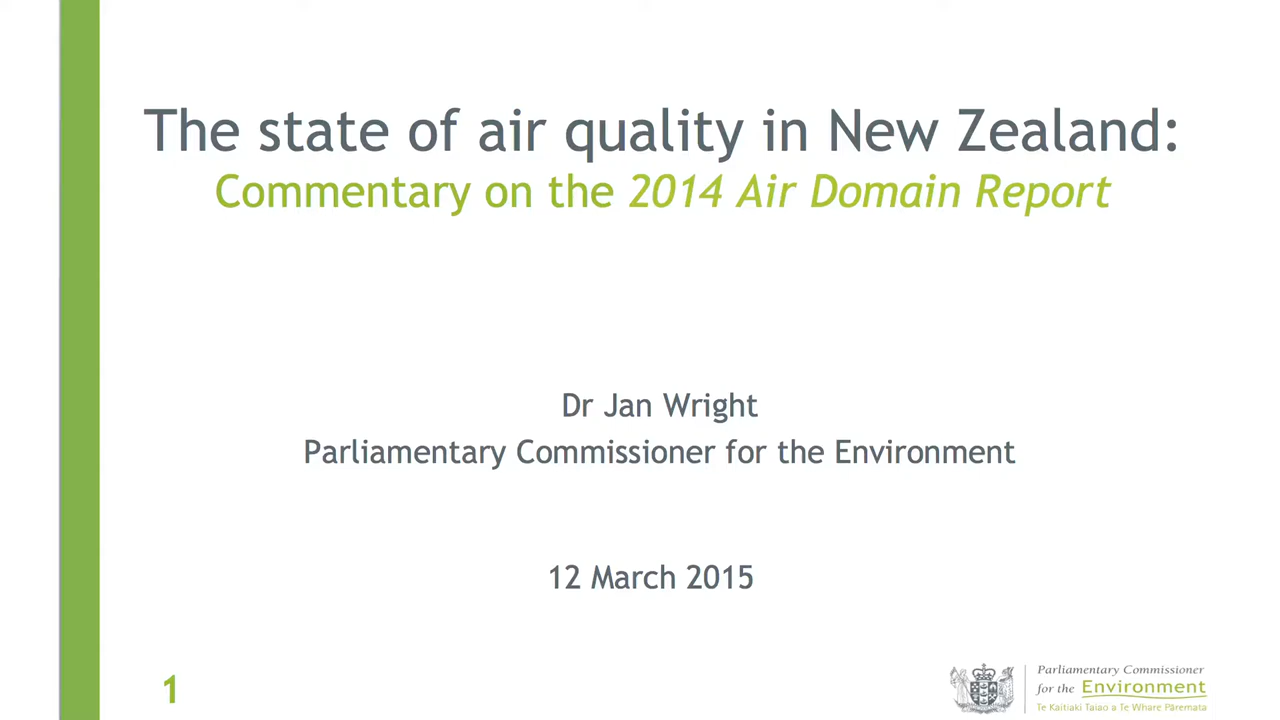 The state of air quality in New Zealand:
Commentary on the 2014 Air Domain Report
Dr Jan Wright
Parliamentary Commissioner for the Environment
12 March 2015
1
Parliamentary Commissioner
for the Environment
Te Kaitiaki Taiao a Te Whare Pāremata